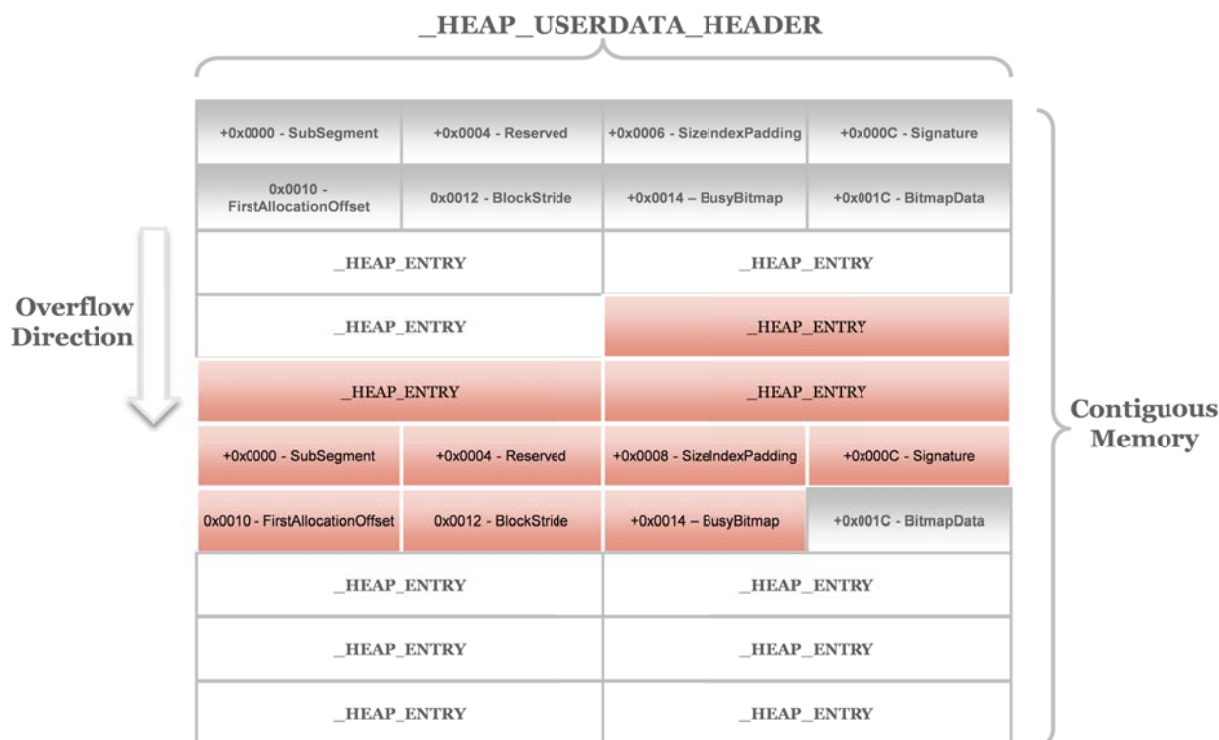 _HEAP_USERDATA_HEADER
+0x0000 - SubSegment
+0x0004 - Reserved
+0x0006 - SizeIndexPadding
+0x000C - Signature
0x0010 -
FirstAllocationOffset
0x0012 - BlockStride
+0x0014 – BusyBitmap
+0x001C - BitmapData
_HEAP_ENTRY
_HEAP_ENTRY
Overflow
Direction
_HEAP_ENTRY
_HEAP_ENTRY
_HEAP_ENTRY
_HEAP_ENTRY
Contiguous
Memory
+0x0000 - SubSegment
+0x0004 - Reserved
+0x0008 - SizeIndexPadding
+0x000C - Signature
0x0010 - FirstAllocationOffset
0x0012 - BlockStride
+0x0014 – BusyBitmap
+0x001C - BitmapData
_HEAP_ENTRY
_HEAP_ENTRY
_HEAP_ENTRY
_HEAP_ENTRY
_HEAP_ENTRY
_HEAP_ENTRY